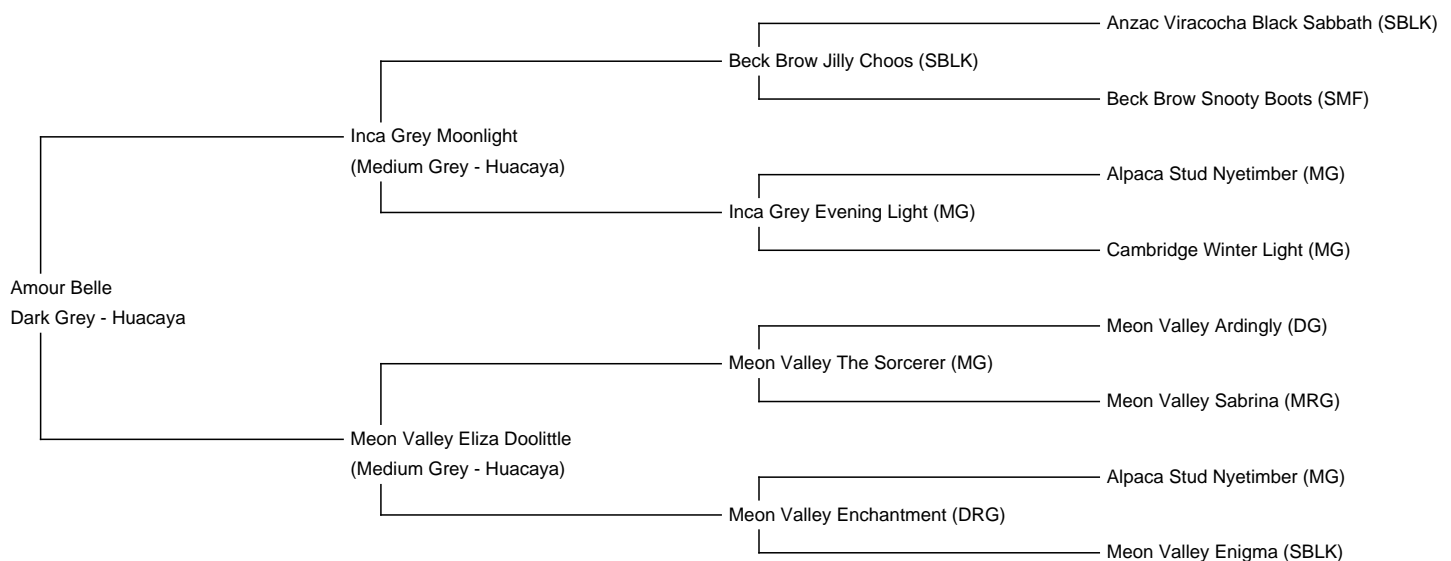 Anzac Viracocha Black Sabbath (SBLK)
Beck Brow Jilly Choos (SBLK)
Beck Brow Snooty Boots (SMF)
Inca Grey Moonlight
(Medium Grey - Huacaya)
Alpaca Stud Nyetimber (MG)
Inca Grey Evening Light (MG)
Cambridge Winter Light (MG)
Amour Belle
Dark Grey - Huacaya
Meon Valley Ardingly (DG)
Meon Valley The Sorcerer (MG)
Meon Valley Sabrina (MRG)
Meon Valley Eliza Doolittle
(Medium Grey - Huacaya)
Alpaca Stud Nyetimber (MG)
Meon Valley Enchantment (DRG)
Meon Valley Enigma (SBLK)